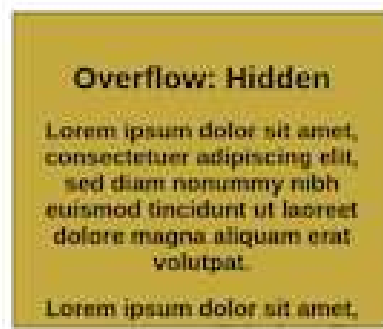 Overflow: Hidden
Lorem ipsum dolor sit amet,
consectetuer adipiscing elit,
sed diam nonummy nibh
euismod tincidunt ut laoreet
dolore magna aliquam erat
volutpat.
Lorem ipsum dolor sit amet,